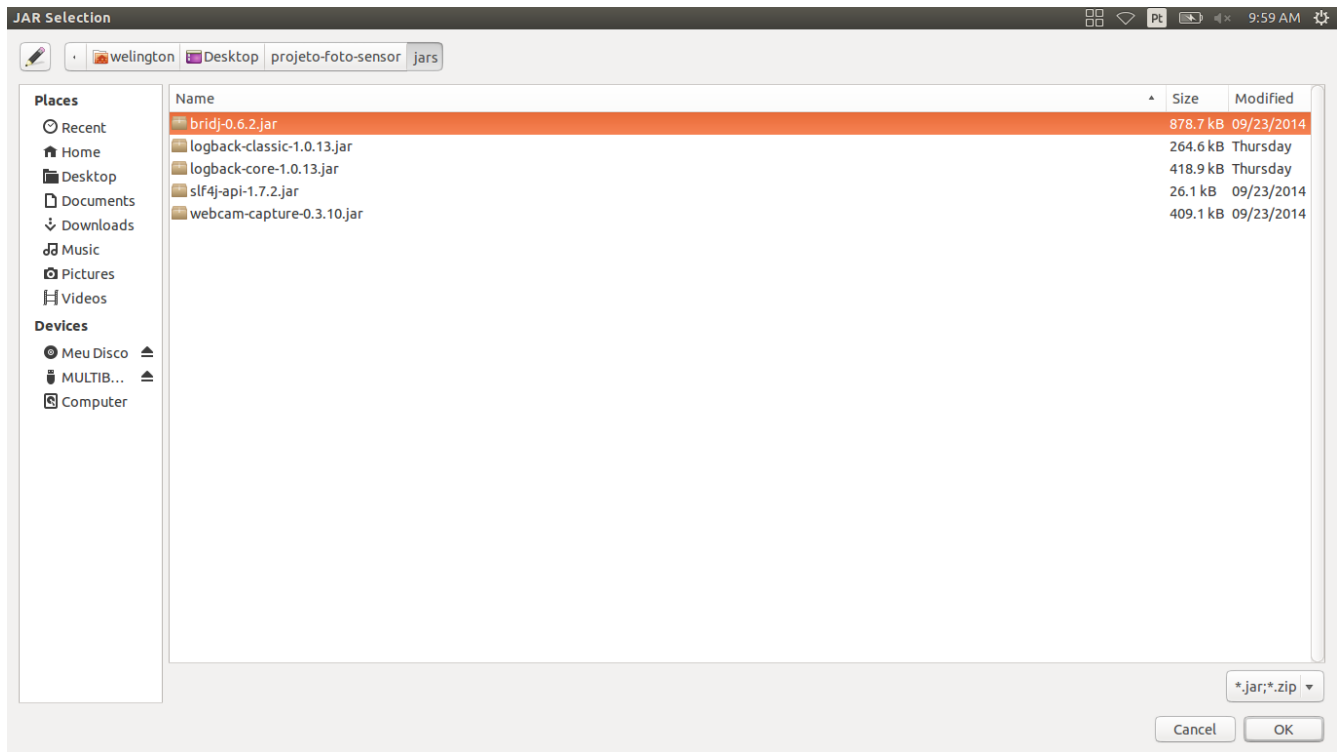 JAR Selection Pt 9:59 AM
welington Desktop projeto-foto-sensor jars
Places
Recent
Home
Desktop
Documents
Downloads
Music
Pictures
Videos
Devices
Meu Disco
MULTIB...
Computer
Name Size Modified
bridj-0.6.2.jar 878.7 kB 09/23/2014
logback-classic-1.0.13.jar 264.6 kB Thursday
logback-core-1.0.13.jar 418.9 kB Thursday
slf4j-api-1.7.2.jar 26.1 kB 09/23/2014
webcam-capture-0.3.10.jar 409.1 kB 09/23/2014
*.jar;*.zip
Cancel OK